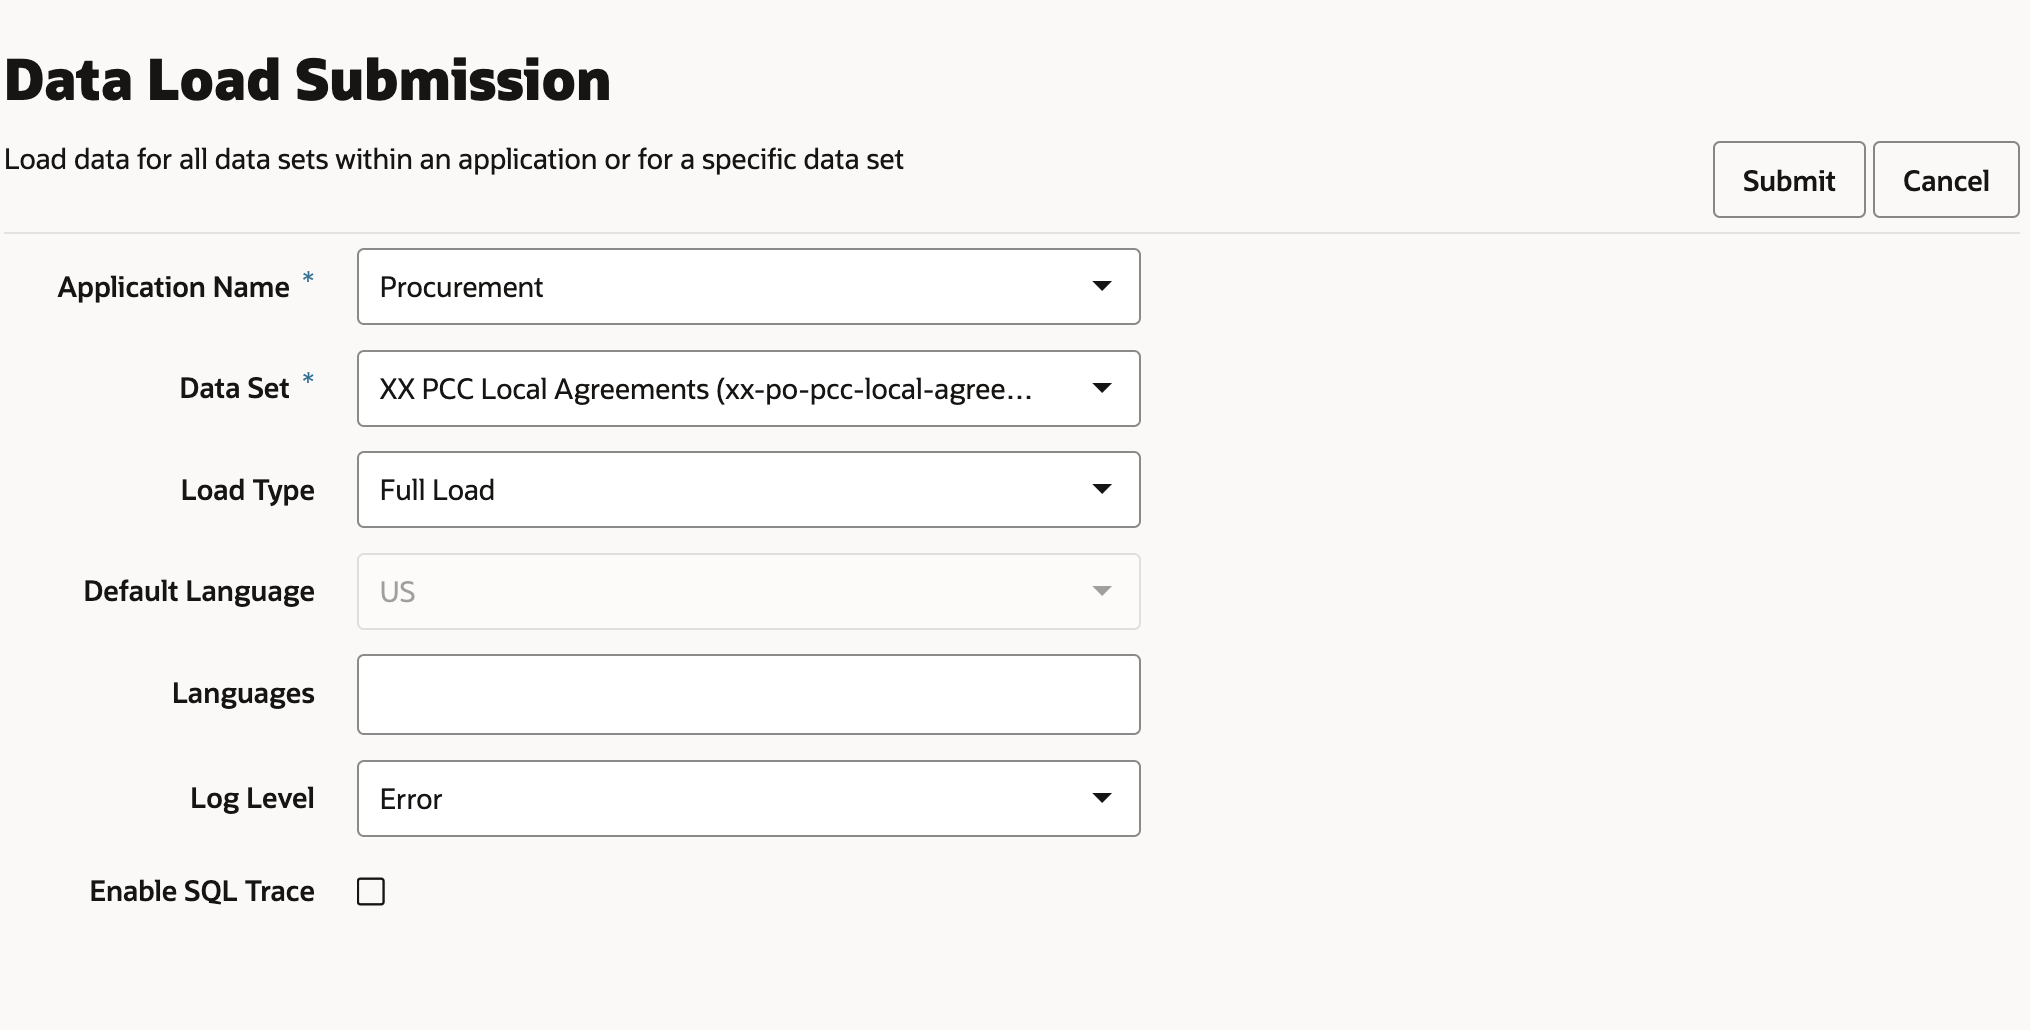 Data Load Submission
Load data for all data sets within an application or for a specific data set
Submit
Cancel
Application Name *
Procurement
Data Set *
XX PCC Local Agreements (xx-po-pcc-local-agree...
Load Type
Full Load
Default Language
US
Languages
Log Level
Error
Enable SQL Trace